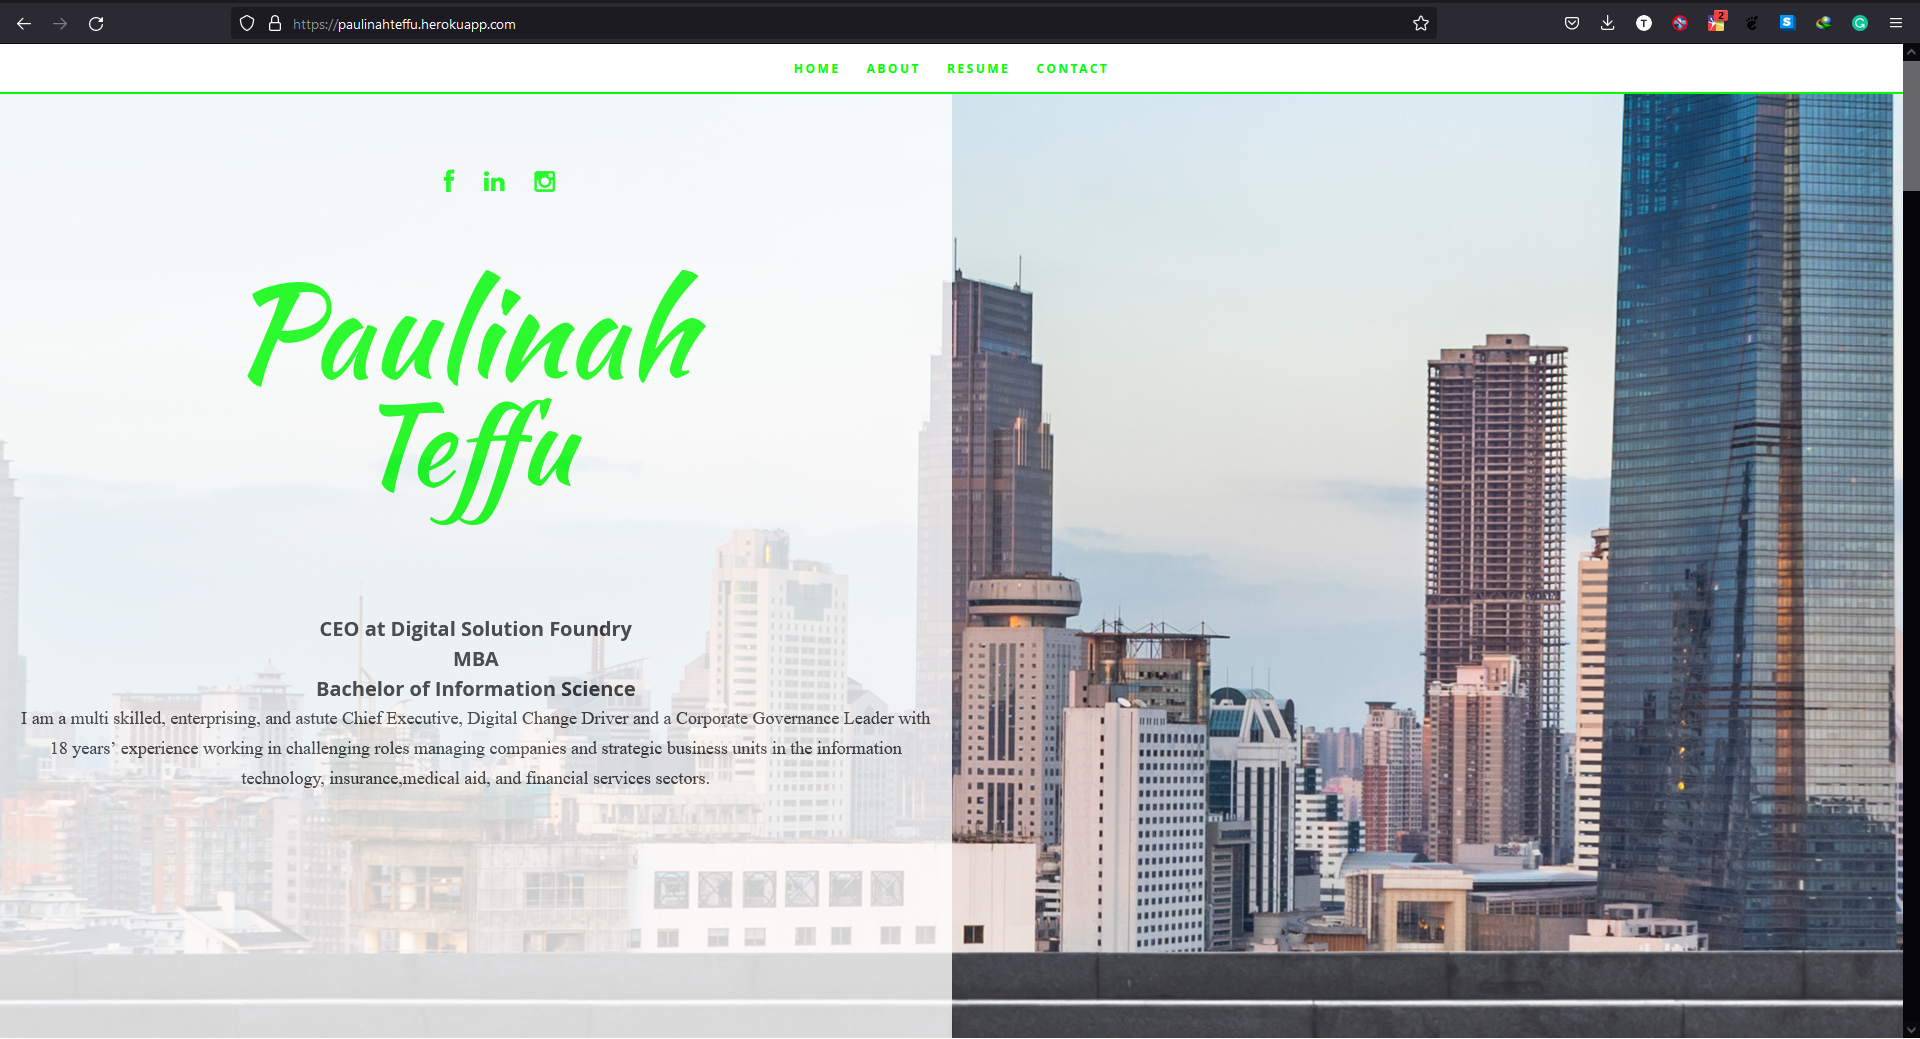 https://paulinahteffu.herokuapp.com
T
2
S
G
HOME ABOUT RESUME CONTACT
f in
Paulinah
Teffu
CEO at Digital Solution Foundry
MBA
Bachelor of Information Science
I am a multi skilled, enterprising, and astute Chief Executive, Digital Change Driver and a Corporate Governance Leader with
18 years’ experience working in challenging roles managing companies and strategic business units in the information
technology, insurance,medical aid, and financial services sectors.